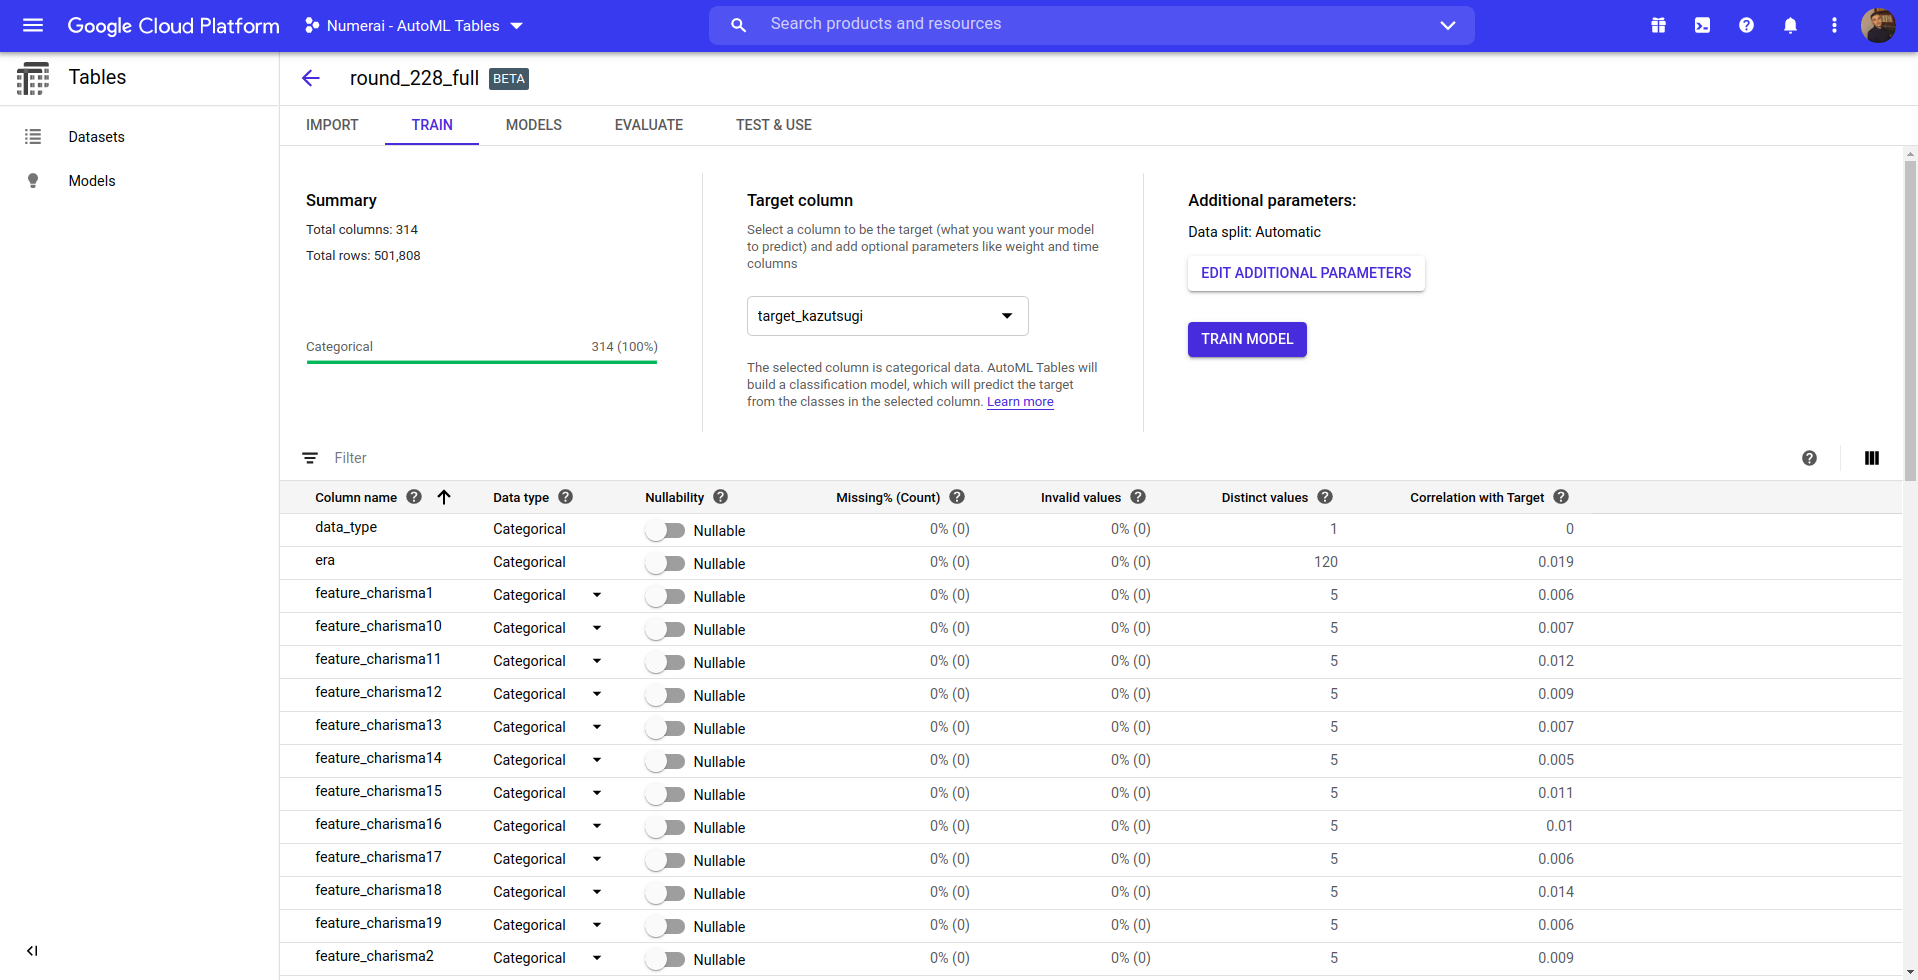 Google Cloud Platform
Numerai - AutoML Tables
Search products and resources
Tables
round_228_full BETA
Datasets
Models
IMPORT TRAIN MODELS EVALUATE TEST & USE
Summary
Total columns: 314
Total rows: 501,808
Categorical 314 (100%)
Target column
Select a column to be the target (what you want your model
to predict) and add optional parameters like weight and time
columns
target_kazutsugi
The selected column is categorical data. AutoML Tables will
build a classification model, which will predict the target
from the classes in the selected column. Learn more
Additional parameters:
Data split: Automatic
EDIT ADDITIONAL PARAMETERS
TRAIN MODEL
Filter
Column name Data type Nullability Missing% (Count) Invalid values Distinct values Correlation with Target
data_type Categorical Nullable 0% (0) 0% (0) 1 0
era Categorical Nullable 0% (0) 0% (0) 120 0.019
feature_charisma1 Categorical Nullable 0% (0) 0% (0) 5 0.006
feature_charisma10 Categorical Nullable 0% (0) 0% (0) 5 0.007
feature_charisma11 Categorical Nullable 0% (0) 0% (0) 5 0.012
feature_charisma12 Categorical Nullable 0% (0) 0% (0) 5 0.009
feature_charisma13 Categorical Nullable 0% (0) 0% (0) 5 0.007
feature_charisma14 Categorical Nullable 0% (0) 0% (0) 5 0.005
feature_charisma15 Categorical Nullable 0% (0) 0% (0) 5 0.011
feature_charisma16 Categorical Nullable 0% (0) 0% (0) 5 0.01
feature_charisma17 Categorical Nullable 0% (0) 0% (0) 5 0.006
feature_charisma18 Categorical Nullable 0% (0) 0% (0) 5 0.014
feature_charisma19 Categorical Nullable 0% (0) 0% (0) 5 0.006
feature_charisma2 Categorical Nullable 0% (0) 0% (0) 5 0.009